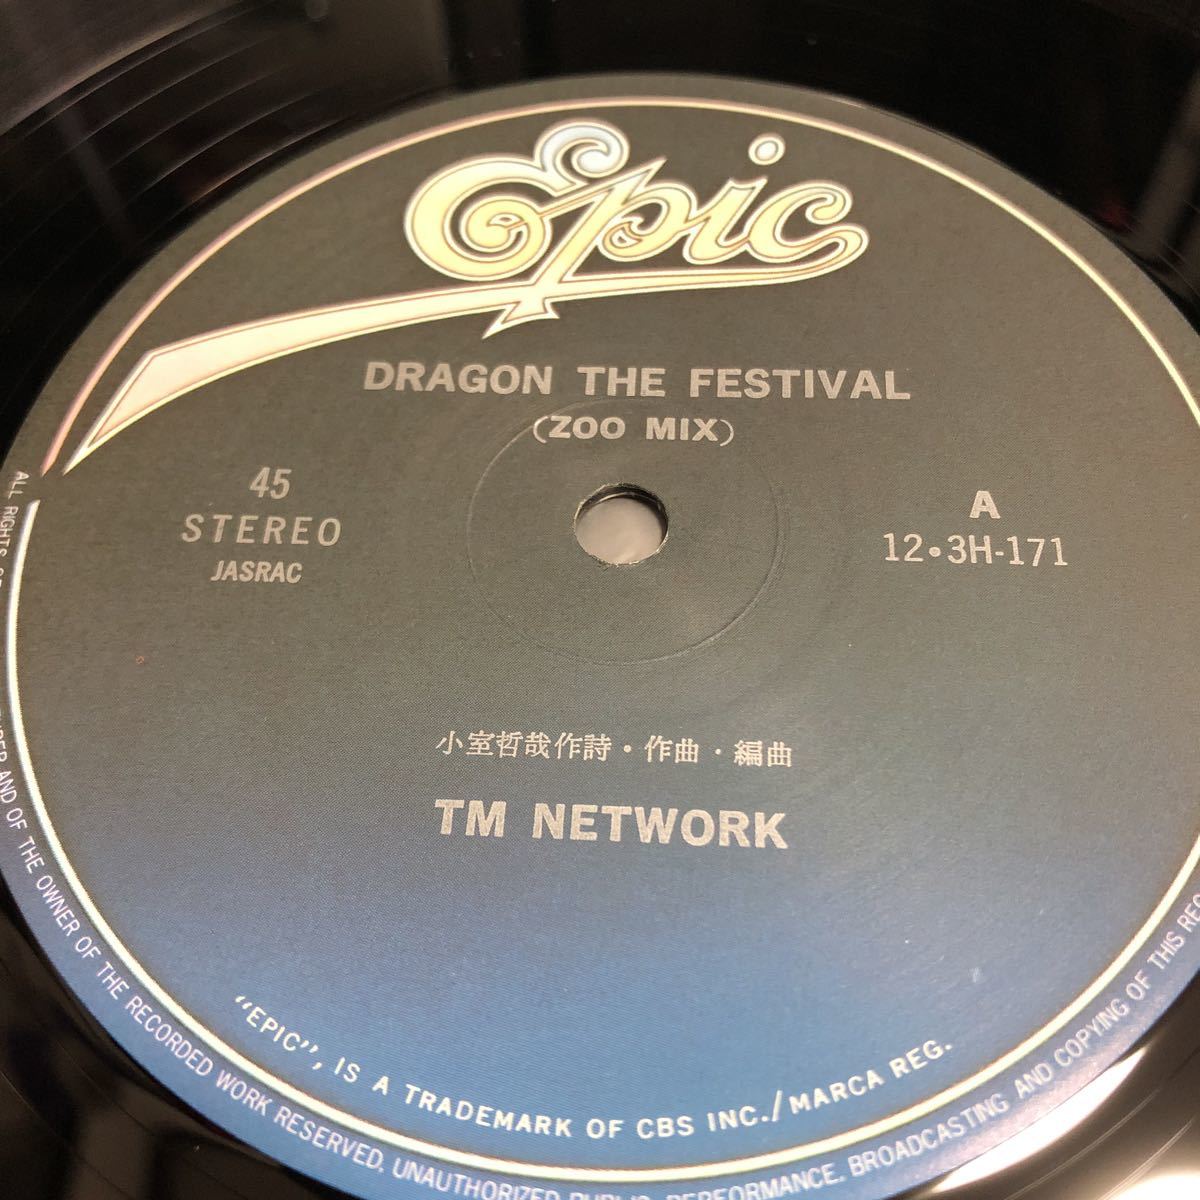 Epic
DRAGON THE FESTIVAL
(ZOO MIX)
45
STEREO
JASRAC
A
12・3H-171
小室哲哉作詩・作曲・編曲
TM NETWORK
"EPIC", IS A TRADEMARK OF CBS INC./MARCA REG.
ALL RIGHTS AND OF THE OWNER OF THE RECORDED WORK RESERVED. UNAUTHORIZED PUBLIC PERFORMANCE. BROADCASTING AND COPYING OF THIS